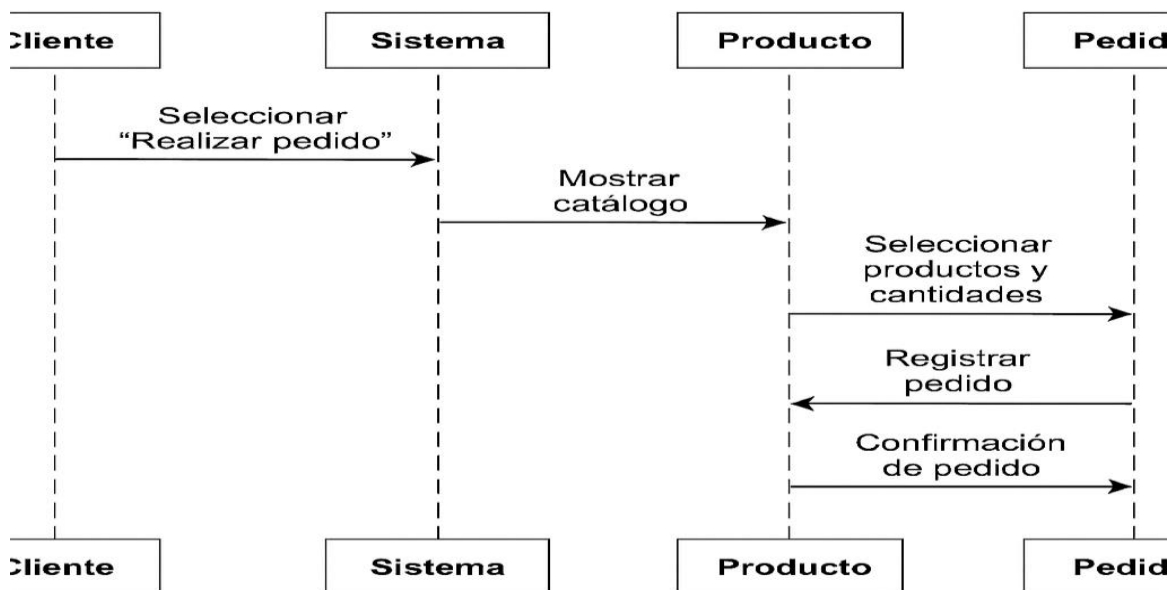 Cliente
Sistema
Producto
Pedid
Seleccionar
“Realizar pedido”
Mostrar
catálogo
Seleccionar
productos y
cantidades
Registrar
pedido
Confirmación
de pedido
Cliente
Sistema
Producto
Pedid